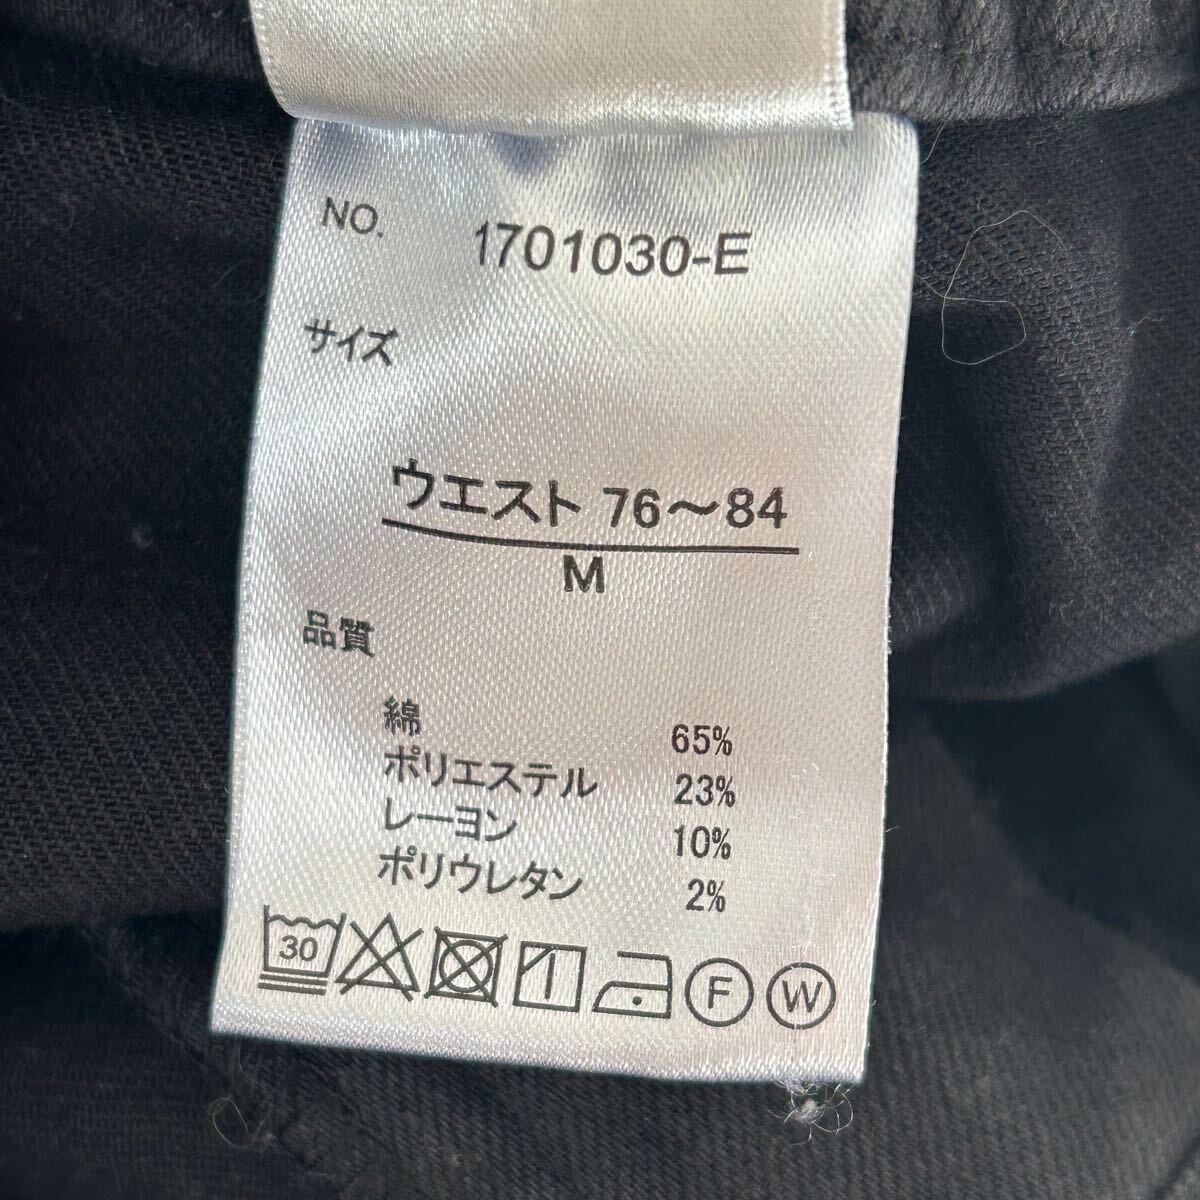 NO. 1701030-E
サイズ
ウエスト 76～84
M
品質
綿 65%
ポリエステル 23%
レーヨン 10%
ポリウレタン 2%
30 F W